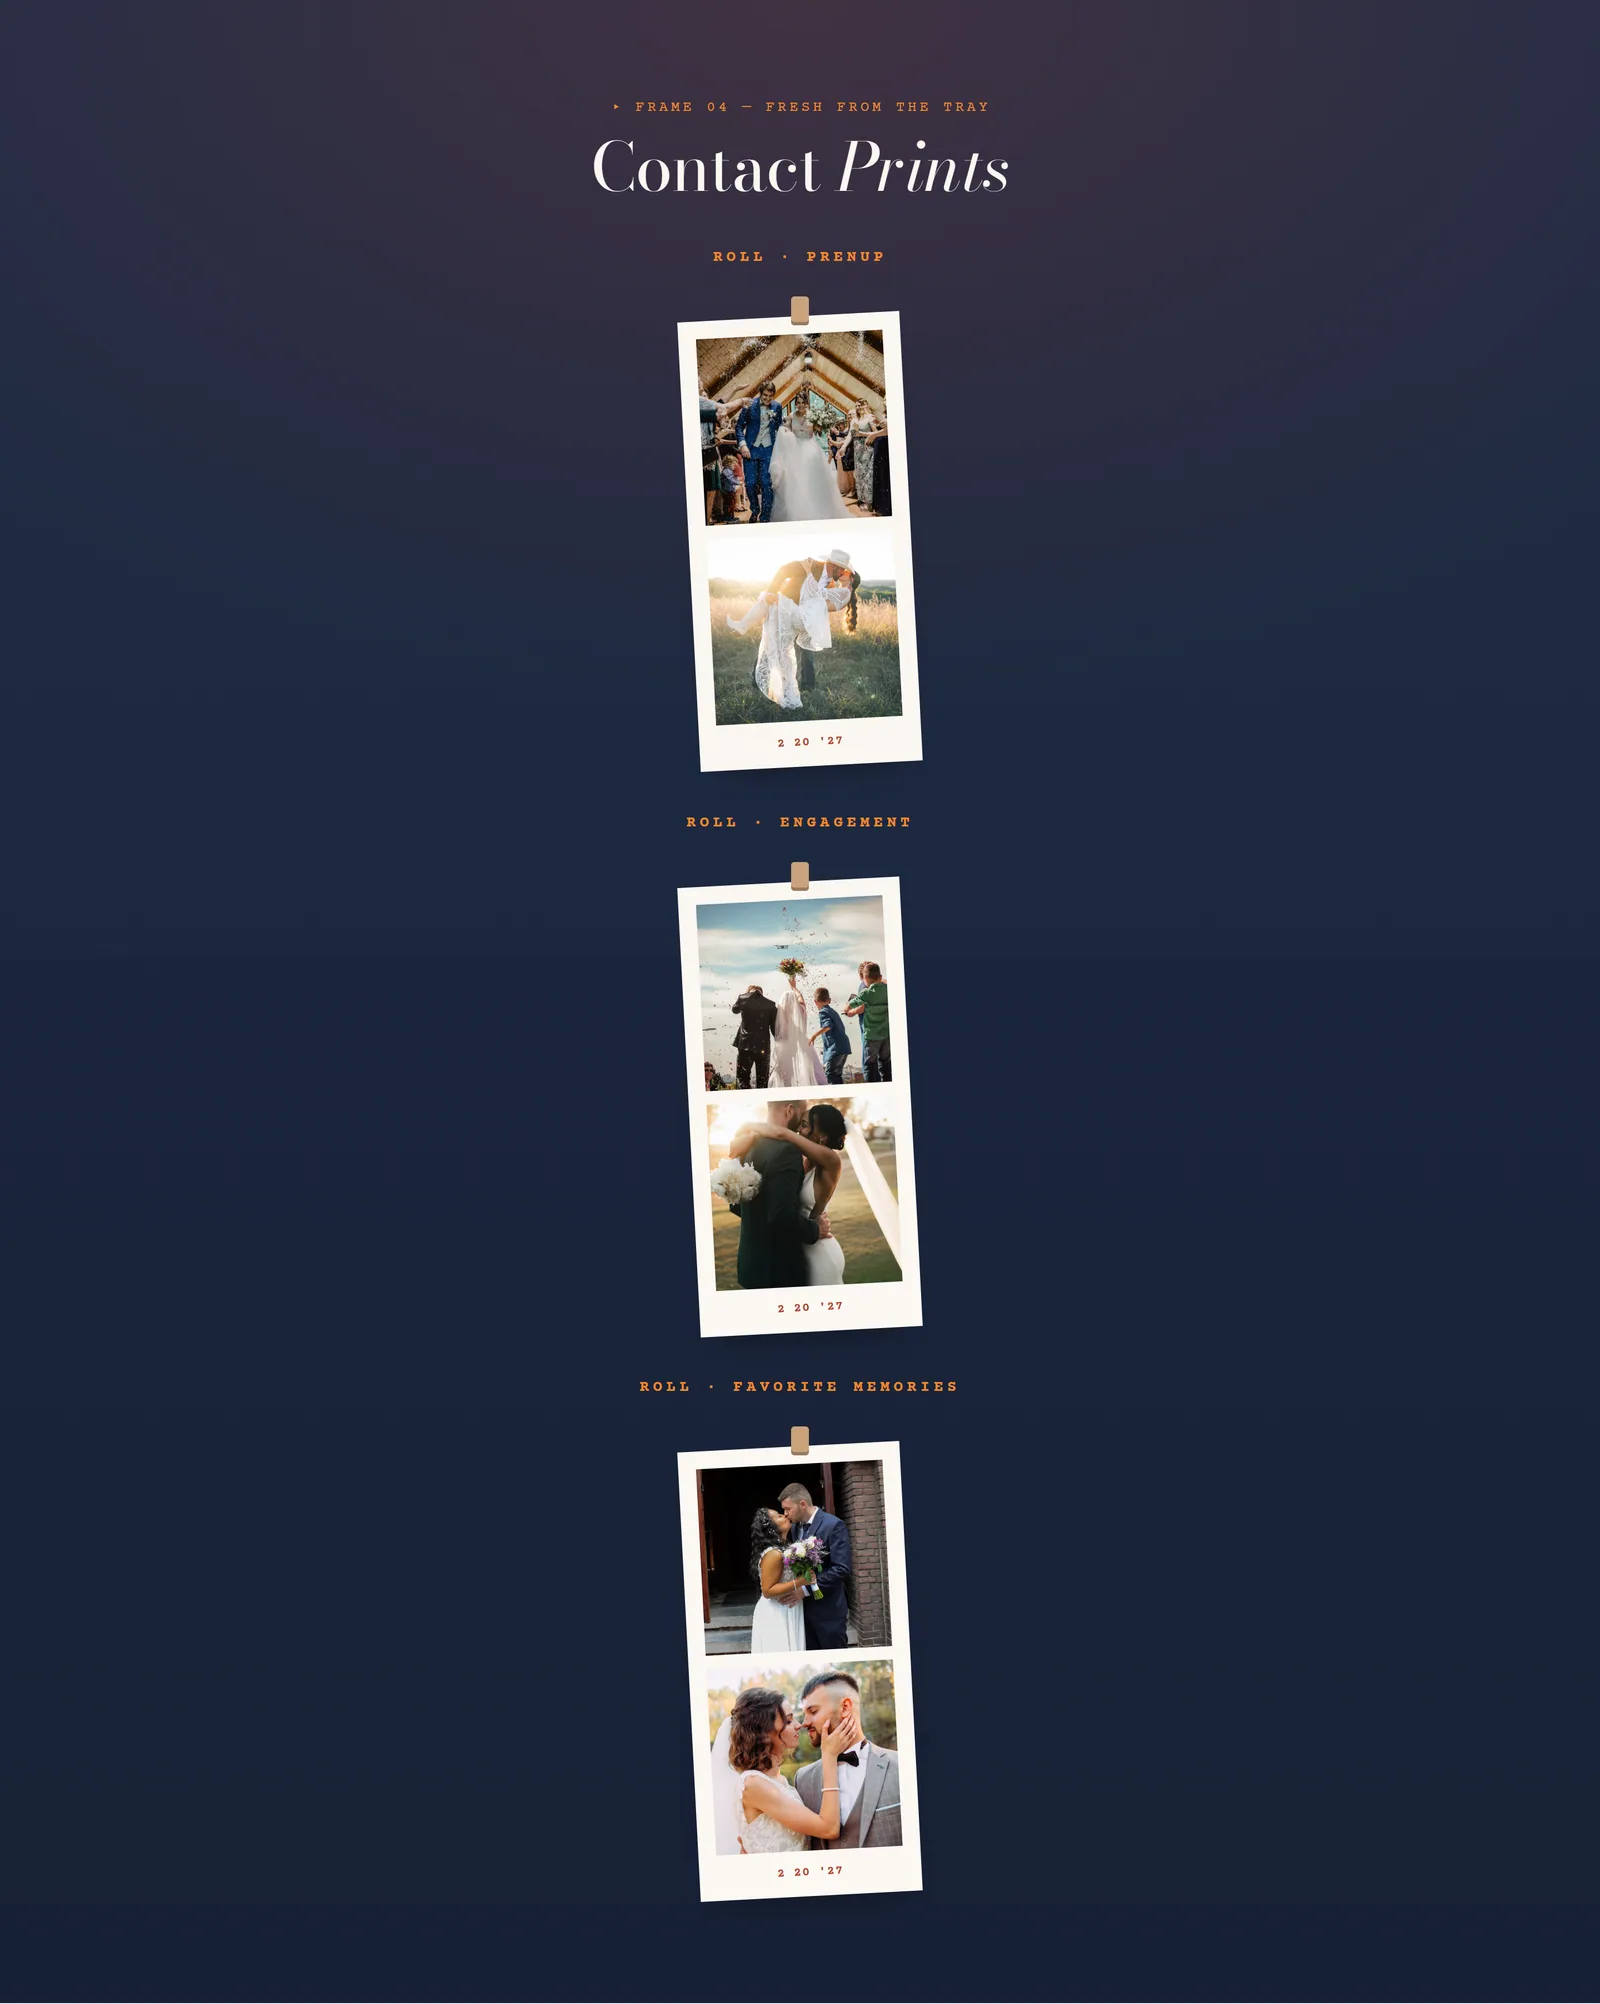 ▸ FRAME 04 — FRESH FROM THE TRAY
Contact Prints
ROLL · PRENUP
2 20 '27
ROLL · ENGAGEMENT
2 20 '27
ROLL · FAVORITE MEMORIES
2 20 '27